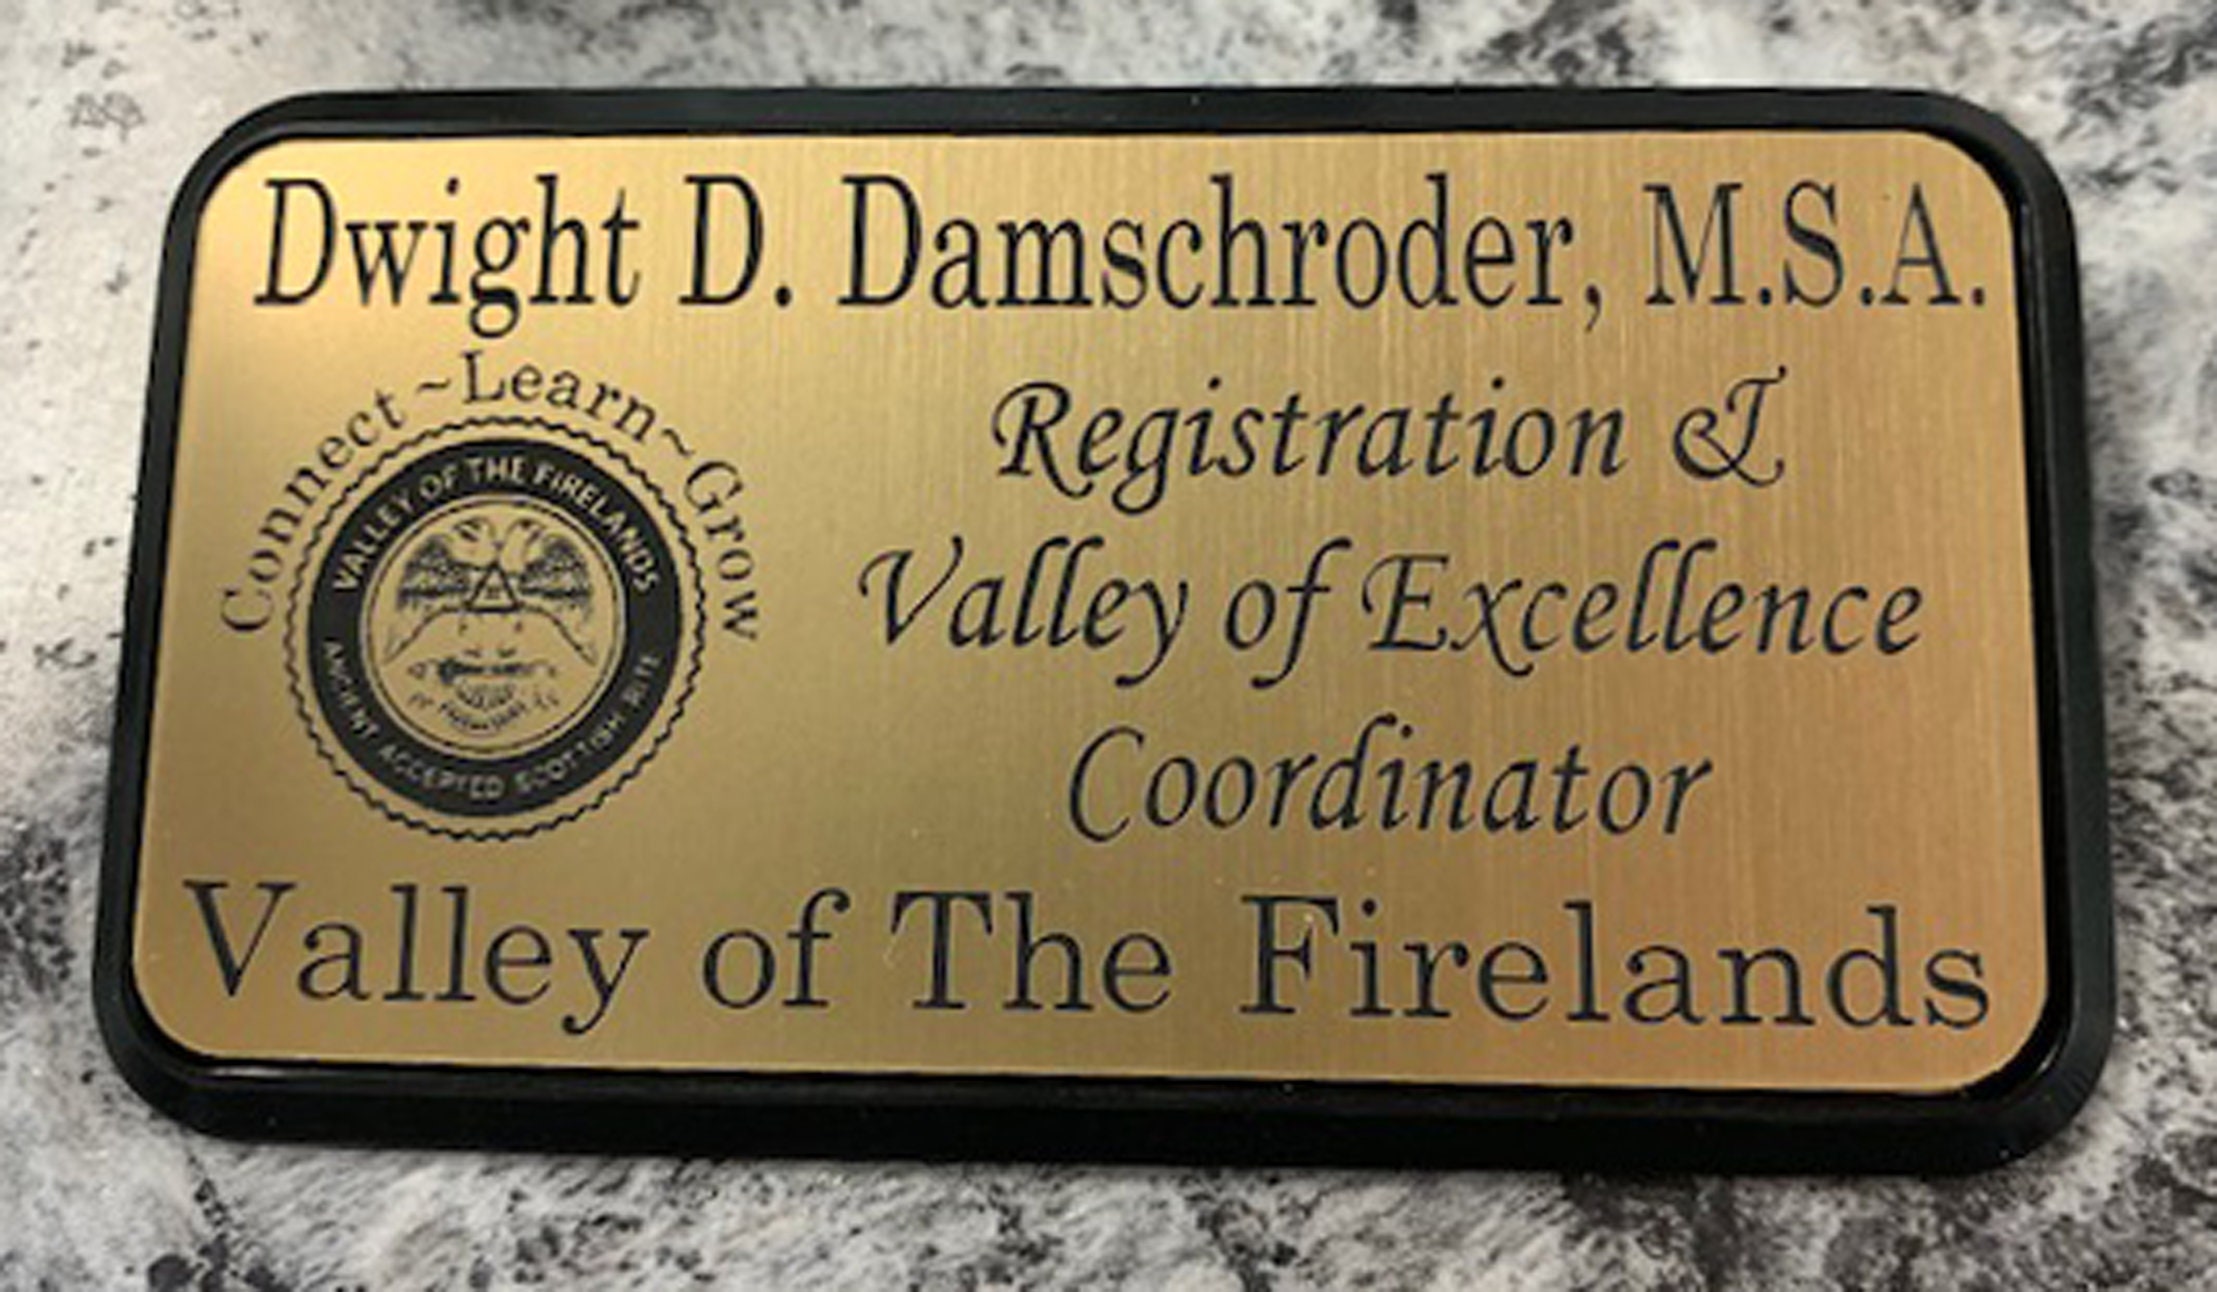 Dwight D. Damschroder, M.S.A.
Connect ~Learn~Grow
VALLEY OF THE FIRELANDS
ANCIENT ACCEPTED SCOTTISH RITE
Registration &
Valley of Excellence
Coordinator
Valley of The Firelands